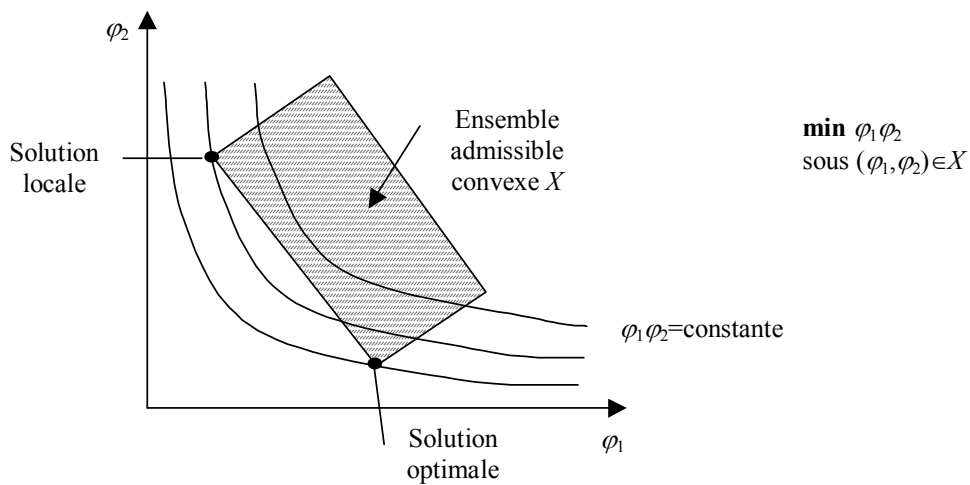 φ₂
Solution
locale
Ensemble
admissible
convexe X
min φ₁φ₂
sous (φ₁,φ₂)∈X
φ₁φ₂=constante
Solution
optimale
φ₁